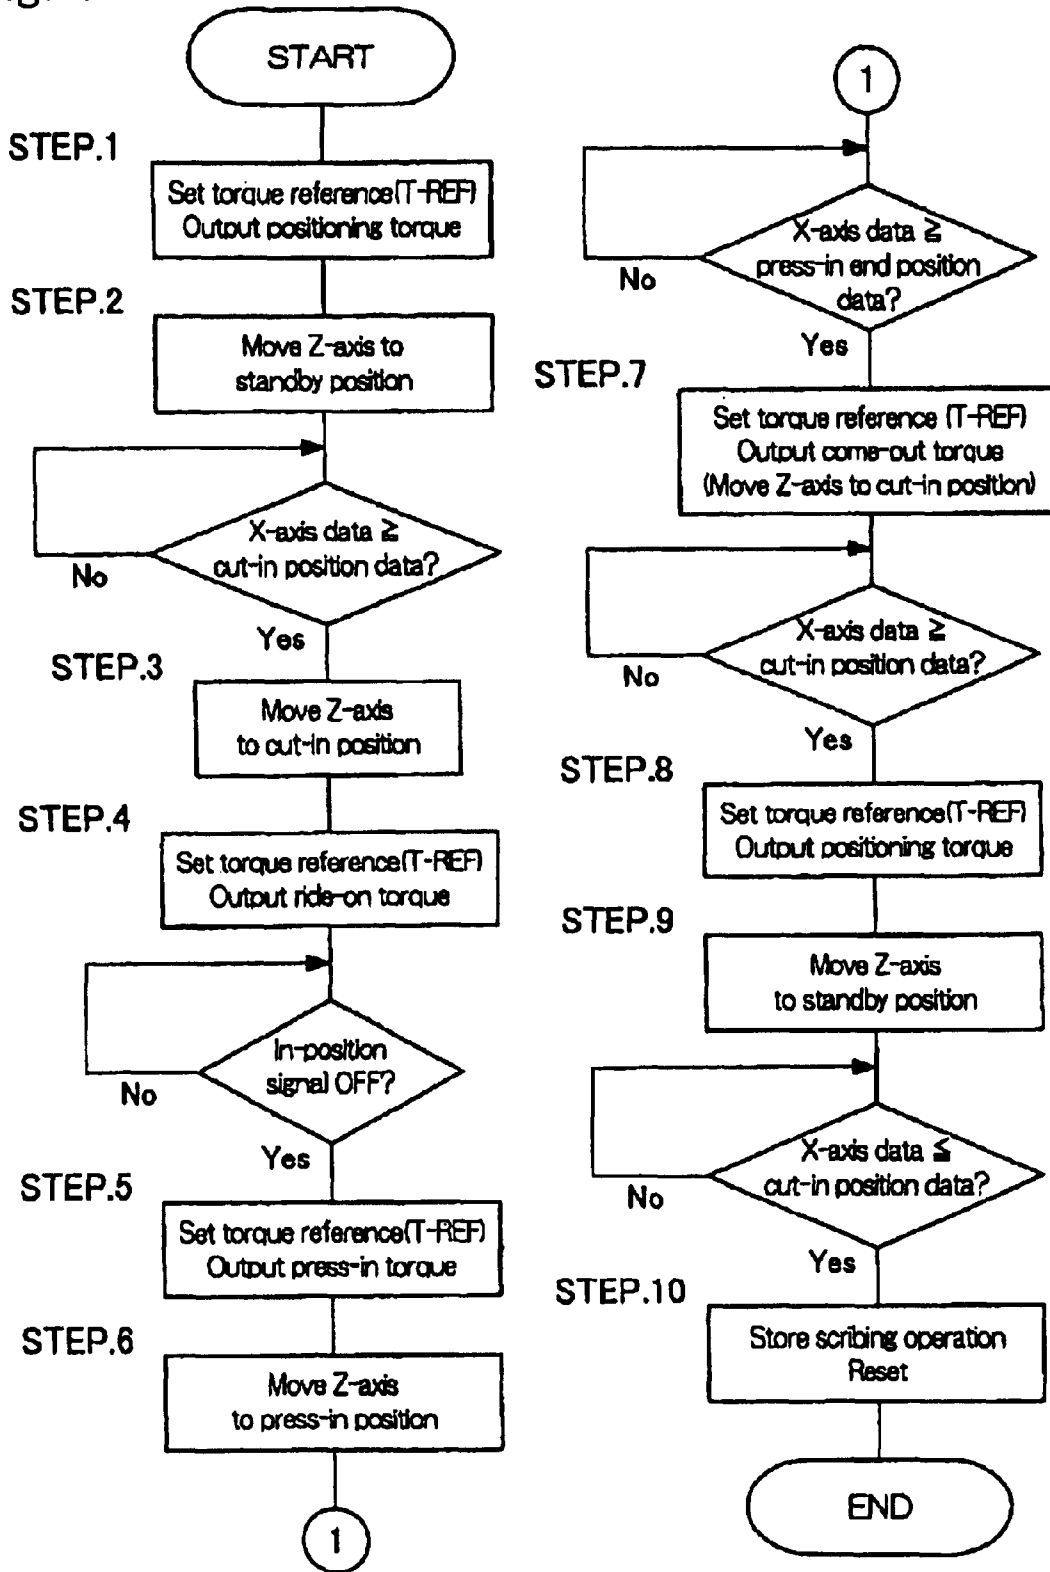 START
STEP.1
Set torque reference(T-REF)
Output positioning torque
STEP.2
Move Z-axis to
standby position
X-axis data ≧
cut-in position data?
No
Yes
STEP.3
Move Z-axis
to cut-in position
STEP.4
Set torque reference(T-REF)
Output ride-on torque
In-position
signal OFF?
No
Yes
STEP.5
Set torque reference(T-REF)
Output press-in torque
STEP.6
Move Z-axis
to press-in position
1
1
X-axis data ≧
press-in end position
data?
No
Yes
STEP.7
Set torque reference (T-REF)
Output come-out torque
(Move Z-axis to cut-in position)
X-axis data ≧
cut-in position data?
No
Yes
STEP.8
Set torque reference(T-REF)
Output positioning torque
STEP.9
Move Z-axis
to standby position
X-axis data ≦
cut-in position data?
No
Yes
STEP.10
Store scribing operation
Reset
END